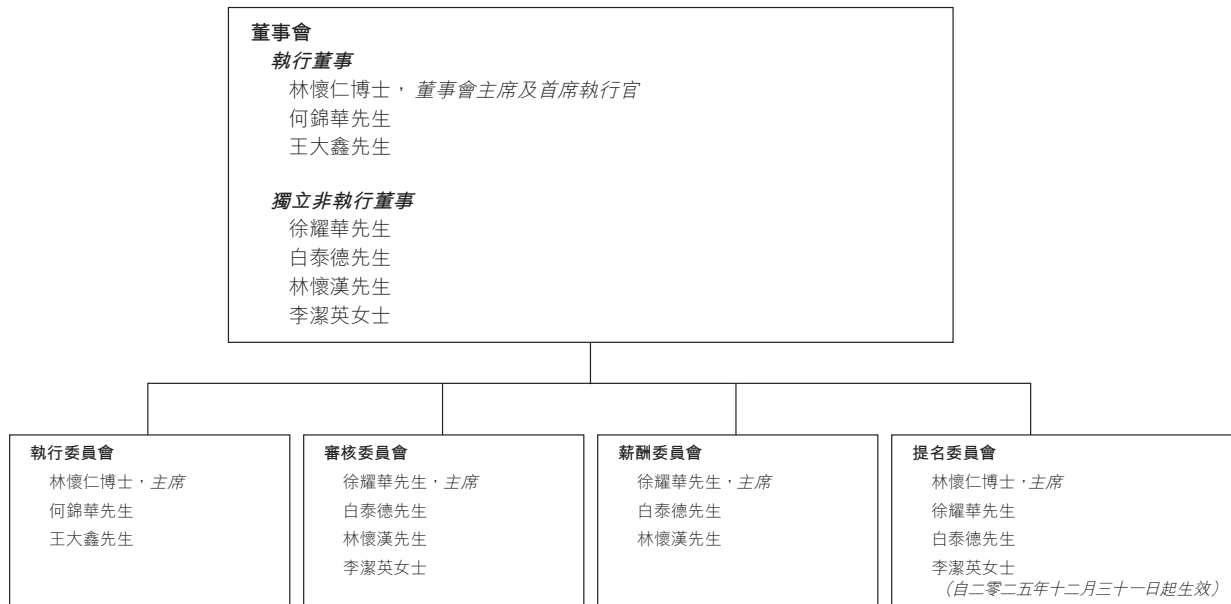 董事會
執行董事
林懷仁博士，董事會主席及首席執行官
何錦華先生
王大鑫先生
獨立非執行董事
徐耀華先生
白泰德先生
林懷漢先生
李潔英女士
執行委員會
林懷仁博士，主席
何錦華先生
王大鑫先生
審核委員會
徐耀華先生，主席
白泰德先生
林懷漢先生
李潔英女士
薪酬委員會
徐耀華先生，主席
白泰德先生
林懷漢先生
提名委員會
林懷仁博士，主席
徐耀華先生
白泰德先生
李潔英女士
（自二零二五年十二月三十一日起生效）